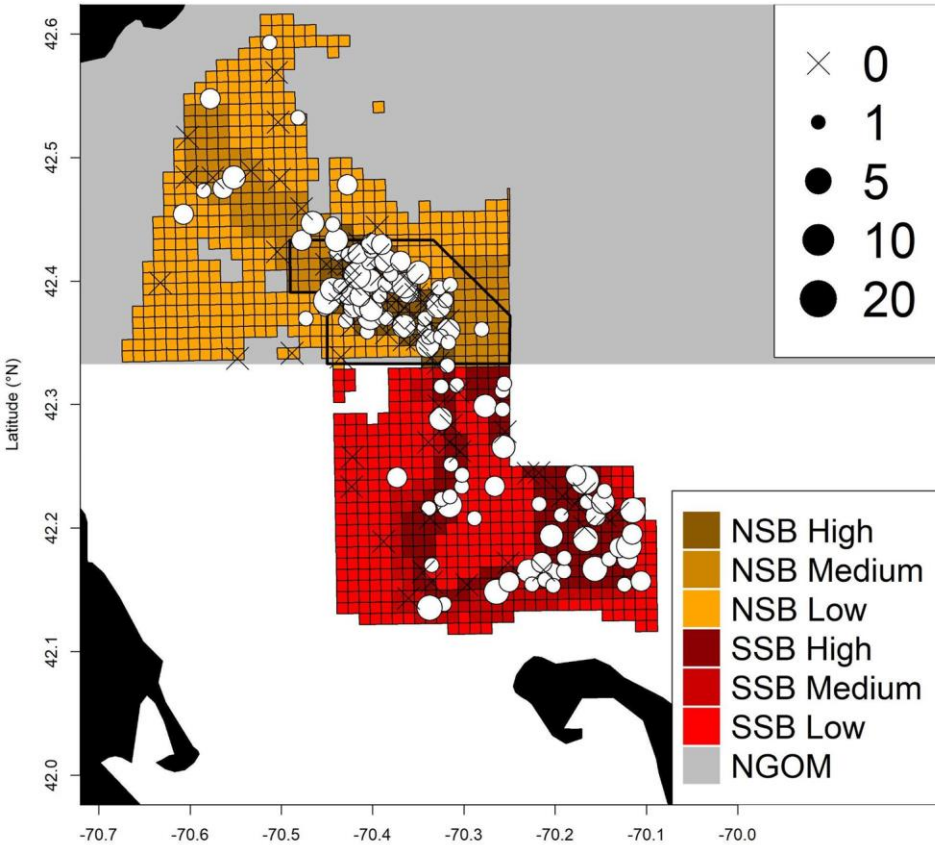 42.6
42.5
42.4
42.3
42.2
42.1
42.0
Latitude (°N)
-70.7
-70.6
-70.5
-70.4
-70.3
-70.2
-70.1
-70.0
0
1
5
10
20
NSB High
NSB Medium
NSB Low
SSB High
SSB Medium
SSB Low
NGOM